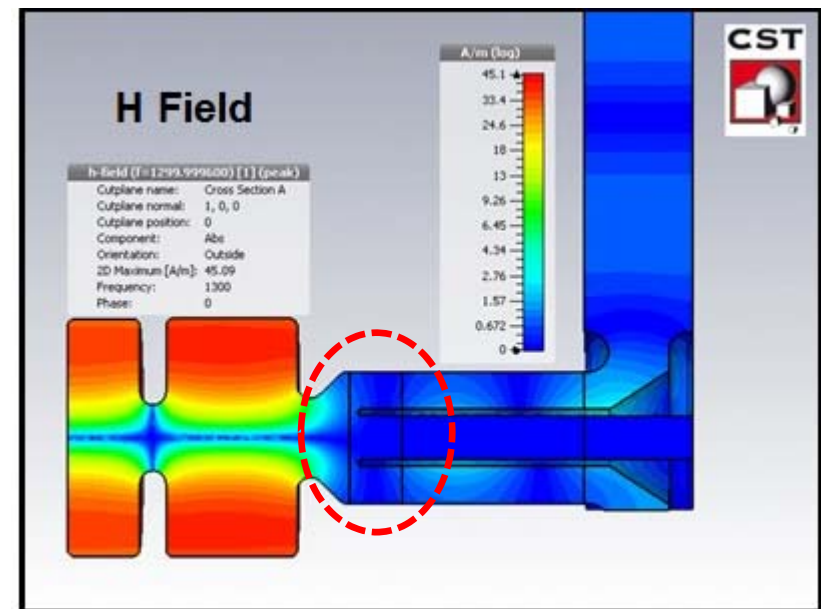 CST
A/m (log)
H Field
45.1
33.4
24.6
18
13
9.26
6.45
4.34
2.76
1.57
0.672
0
h-field (f=1299.999600) [1] (peak)
Cutplane name: Cross Section A
Cutplane normal: 1, 0, 0
Cutplane position: 0
Component: Abs
Orientation: Outside
2D Maximum [A/m]: 45.09
Frequency: 1300
Phase: 0